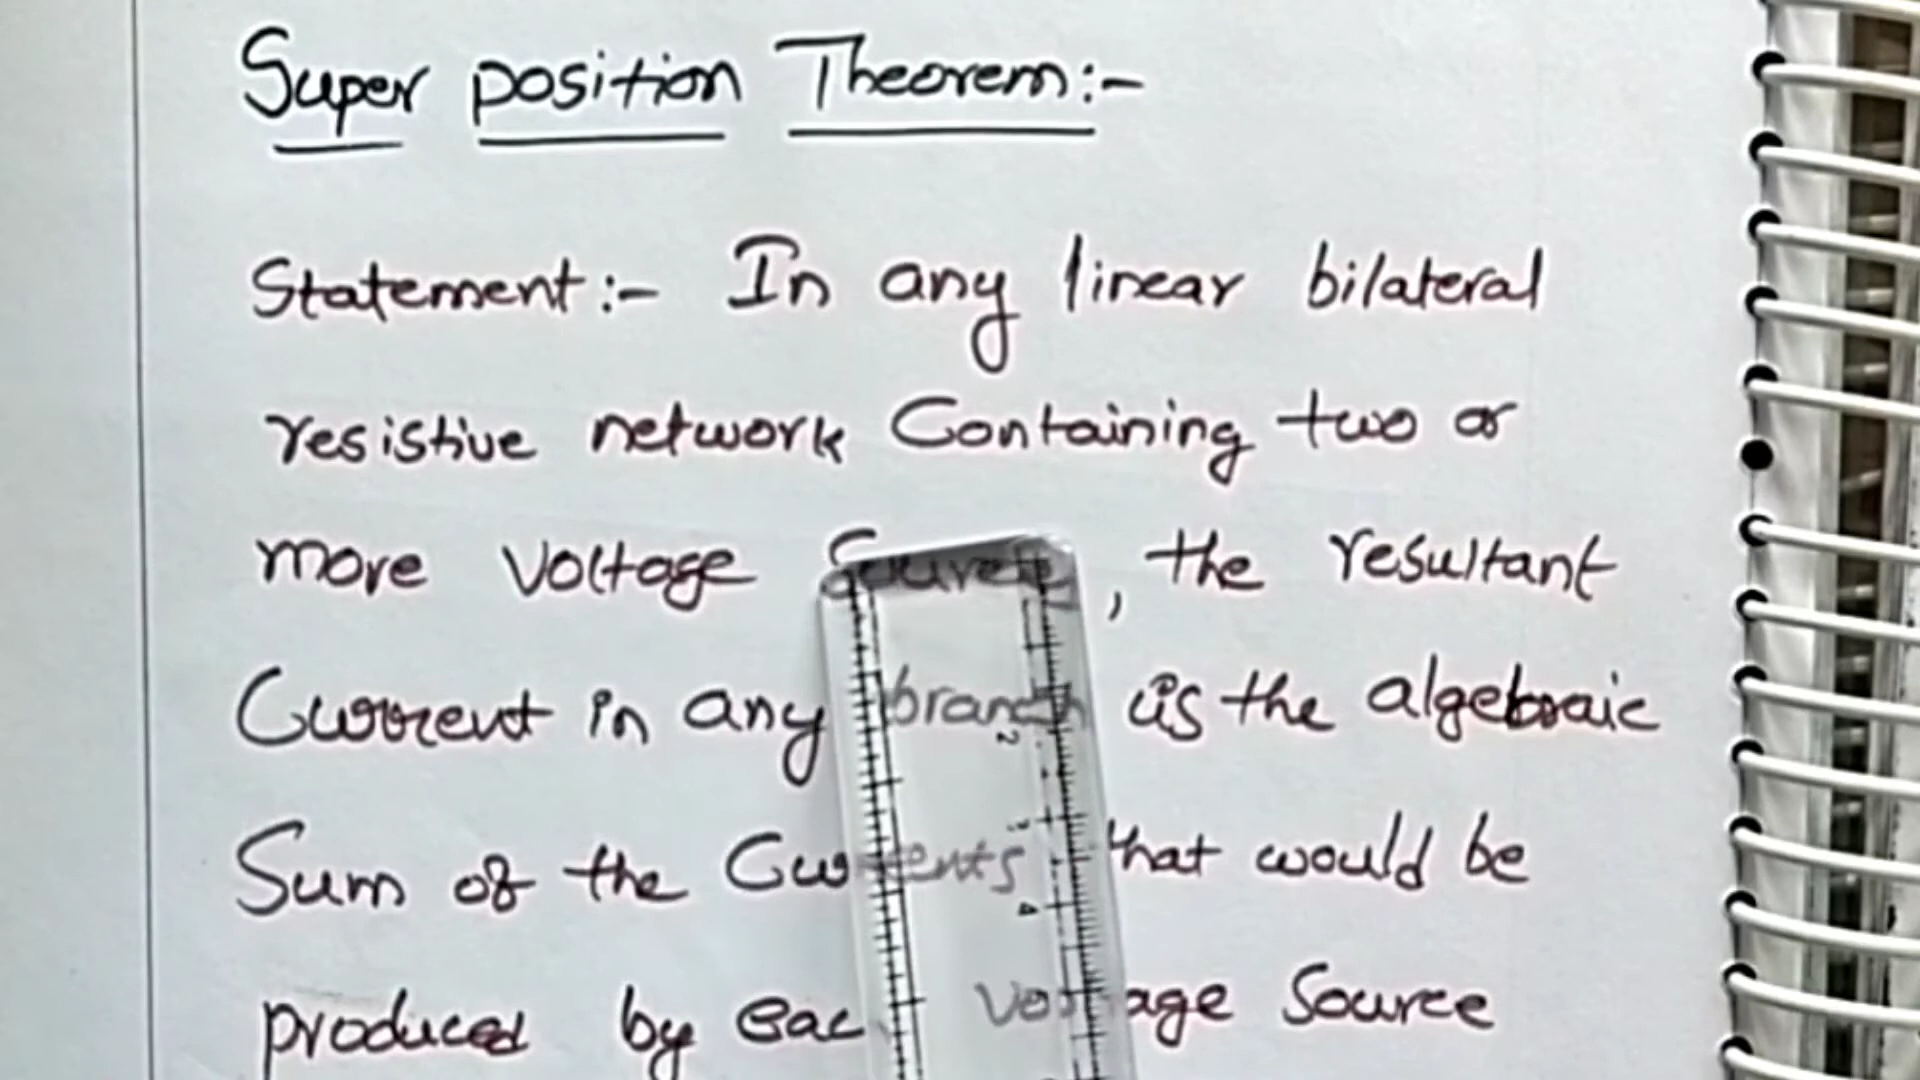 Super position Theorem:-
Statement:- In any linear bilateral
resistive network Containing two or
more Voltage Source, the resultant
Current in any branch is the algebraic
Sum of the Currents that would be
produced by each voltage Source